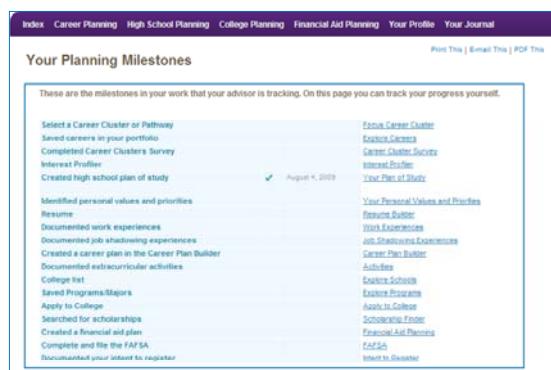 Index Career Planning High School Planning College Planning Financial Aid Planning Your Profile Your Journal
Print This | E-mail This | PDF This
Your Planning Milestones
These are the milestones in your work that your advisor is tracking. On this page you can track your progress yourself.
Select a Career Cluster or Pathway Focus Career Cluster
Saved careers in your portfolio Explore Careers
Completed Career Clusters Survey Career Cluster Survey
Interest Profiler Interest Profiler
Created high school plan of study ✓ August 4, 2009 Your Plan of Study
Identified personal values and priorities Your Personal Values and Priorities
Resume Resume Builder
Documented work experiences Work Experiences
Documented job shadowing experiences Job Shadowing Experiences
Created a career plan in the Career Plan Builder Career Plan Builder
Documented extracurricular activities Activities
College list Explore Schools
Saved Programs/Majors Explore Programs
Apply to College Apply to College
Searched for scholarships Scholarship Finder
Created a financial aid plan Financial Aid Planning
Complete and file the FAFSA FAFSA
Documented your intent to register Intent to Register